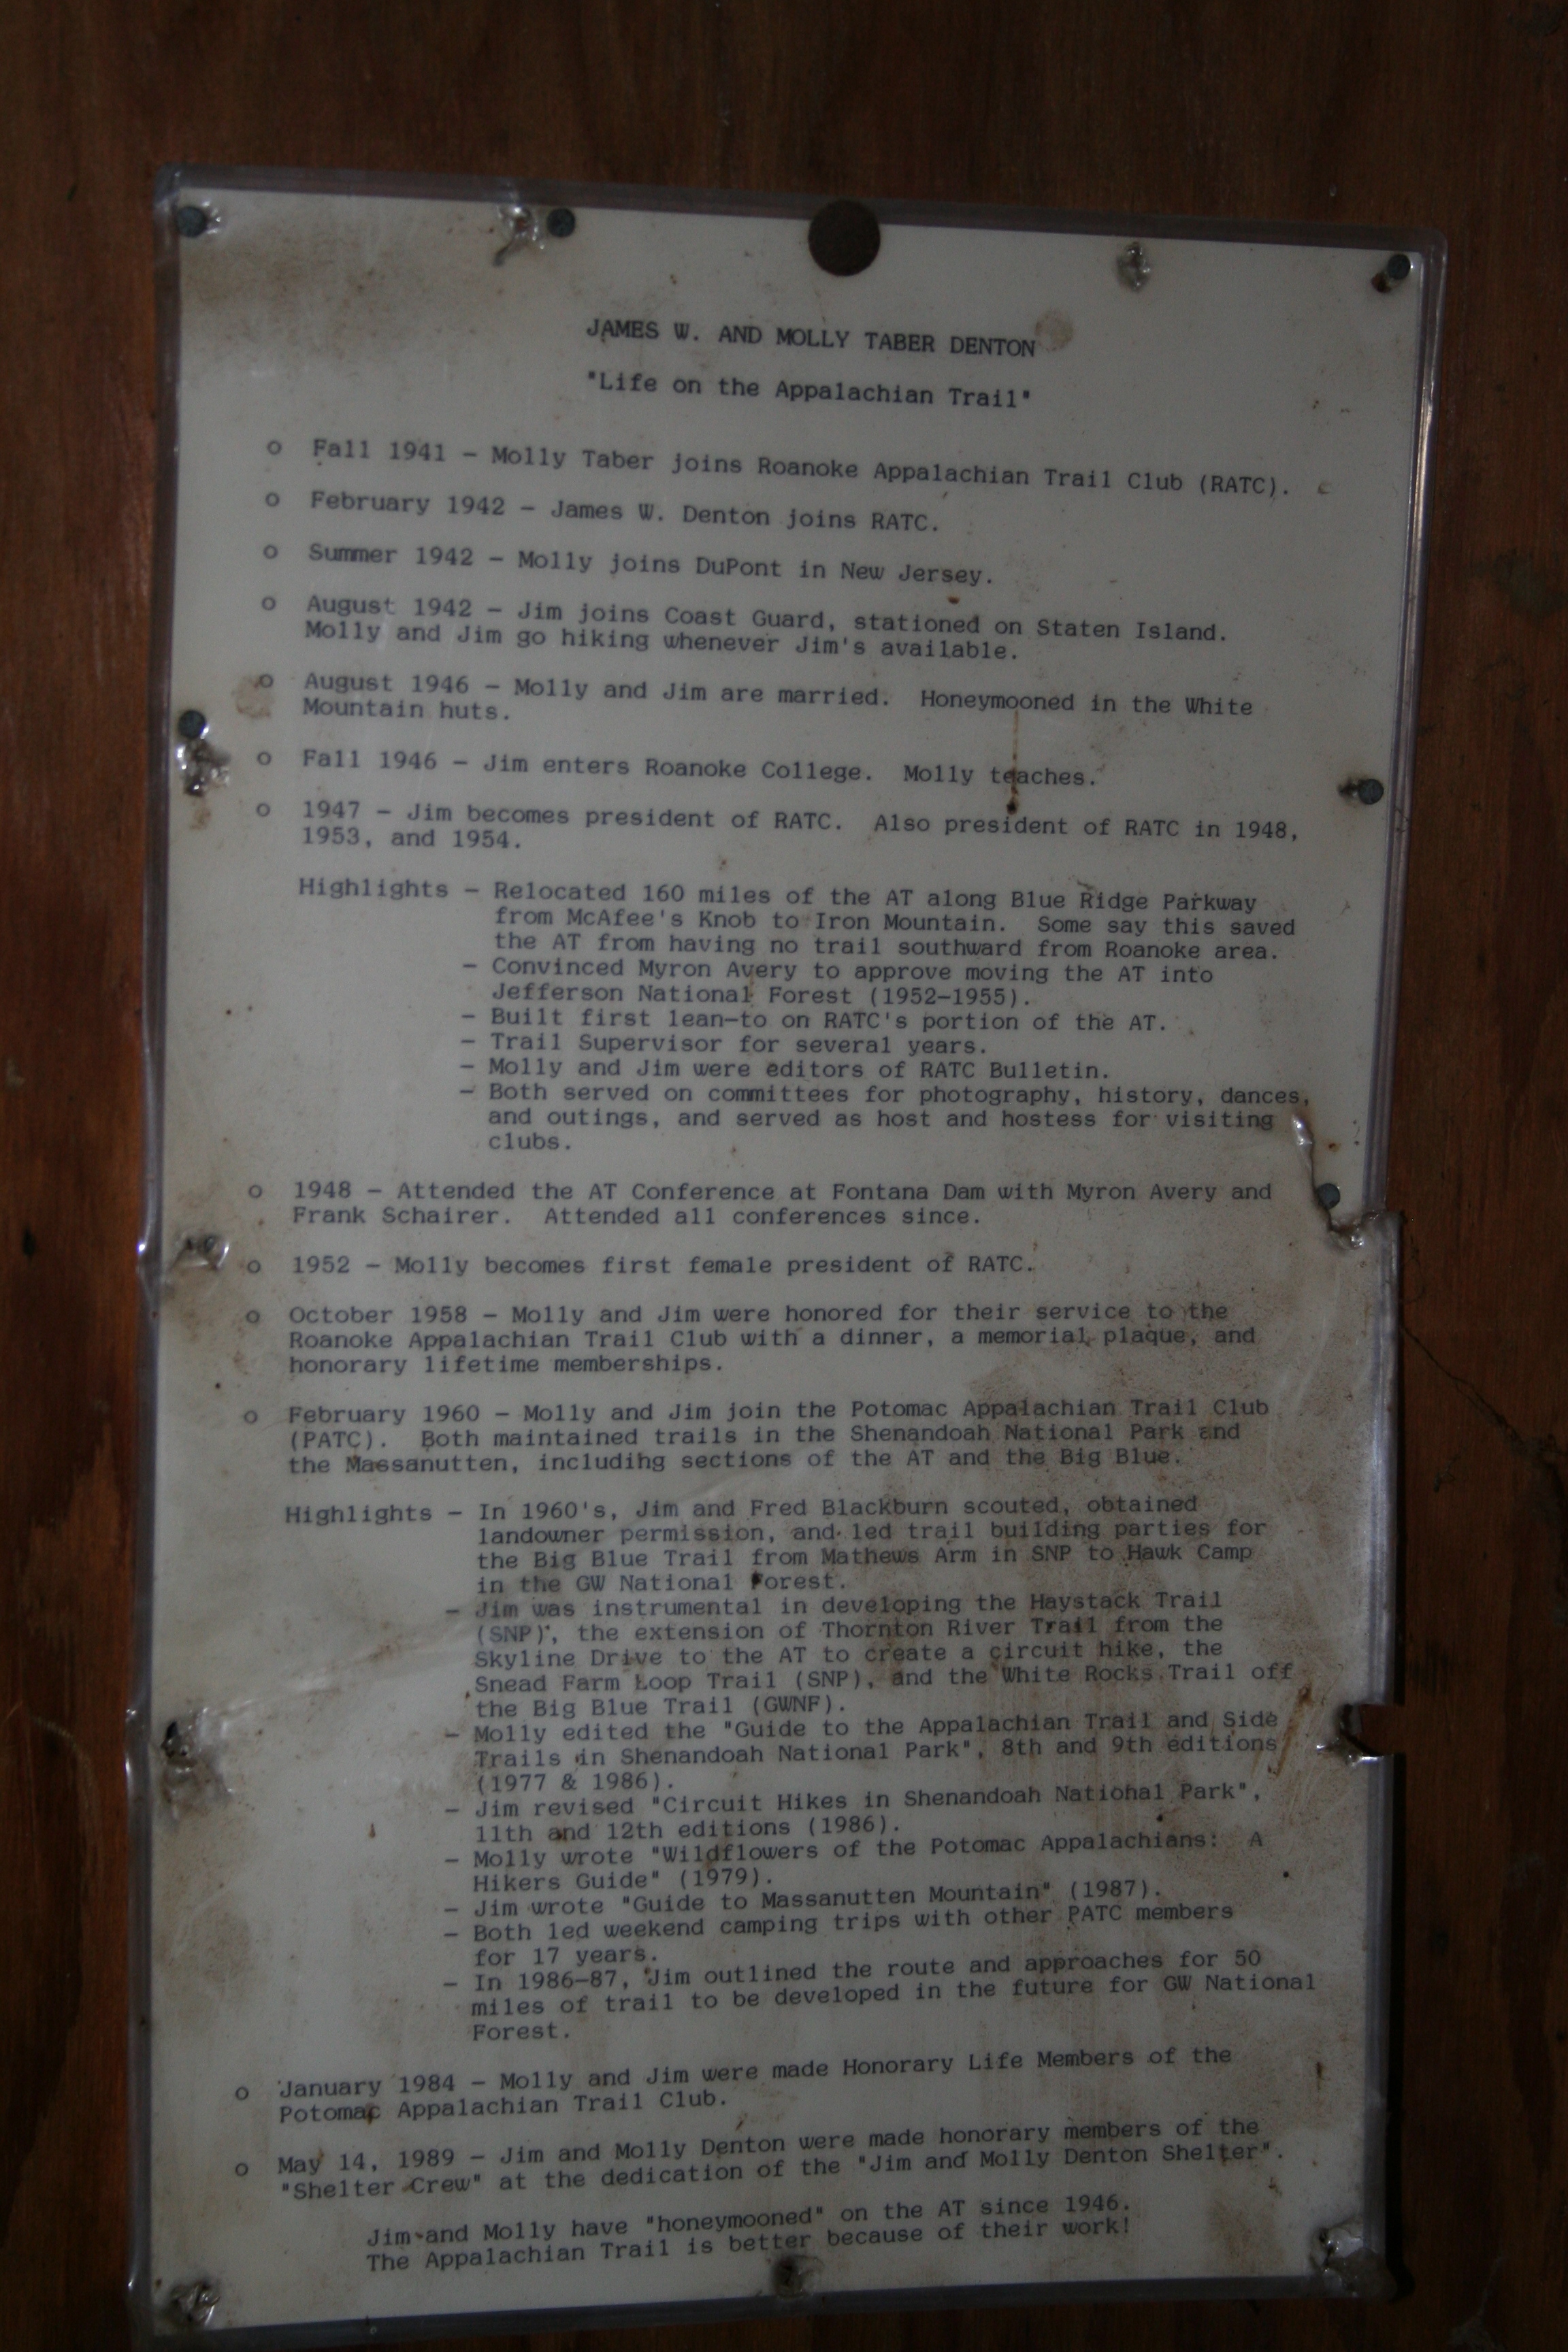 JAMES W. AND MOLLY TABER DENTON
"Life on the Appalachian Trail"
o Fall 1941 - Molly Taber joins Roanoke Appalachian Trail Club (RATC).
o February 1942 - James W. Denton joins RATC.
o Summer 1942 - Molly joins DuPont in New Jersey.
o August 1942 - Jim joins Coast Guard, stationed on Staten Island.
Molly and Jim go hiking whenever Jim's available.
o August 1946 - Molly and Jim are married. Honeymooned in the White
Mountain huts.
o Fall 1946 - Jim enters Roanoke College. Molly teaches.
o 1947 - Jim becomes president of RATC. Also president of RATC in 1948,
1953, and 1954.
Highlights - Relocated 160 miles of the AT along Blue Ridge Parkway
from McAfee's Knob to Iron Mountain. Some say this saved
the AT from having no trail southward from Roanoke area.
- Convinced Myron Avery to approve moving the AT into
Jefferson National Forest (1952-1955).
- Built first lean-to on RATC's portion of the AT.
- Trail Supervisor for several years.
- Molly and Jim were editors of RATC Bulletin.
- Both served on committees for photography, history, dances,
and outings, and served as host and hostess for visiting
clubs.
o 1948 - Attended the AT Conference at Fontana Dam with Myron Avery and
Frank Schairer. Attended all conferences since.
o 1952 - Molly becomes first female president of RATC.
o October 1958 - Molly and Jim were honored for their service to the
Roanoke Appalachian Trail Club with a dinner, a memorial plaque, and
honorary lifetime memberships.
o February 1960 - Molly and Jim join the Potomac Appalachian Trail Club
(PATC). Both maintained trails in the Shenandoah National Park and
the Massanutten, including sections of the AT and the Big Blue.
Highlights - In 1960's, Jim and Fred Blackburn scouted, obtained
landowner permission, and led trail building parties for
the Big Blue Trail from Mathews Arm in SNP to Hawk Camp
in the GW National Forest.
- Jim was instrumental in developing the Haystack Trail
(SNP), the extension of Thornton River Trail from the
Skyline Drive to the AT to create a circuit hike, the
Snead Farm Loop Trail (SNP), and the White Rocks Trail off
the Big Blue Trail (GWNF).
- Molly edited the "Guide to the Appalachian Trail and Side
Trails in Shenandoah National Park", 8th and 9th editions
(1977 & 1986).
- Jim revised "Circuit Hikes in Shenandoah National Park",
11th and 12th editions (1986).
- Molly wrote "Wildflowers of the Potomac Appalachians: A
Hikers Guide" (1979).
- Jim wrote "Guide to Massanutten Mountain" (1987).
- Both led weekend camping trips with other PATC members
for 17 years.
- In 1986-87, Jim outlined the route and approaches for 50
miles of trail to be developed in the future for GW National
Forest.
o January 1984 - Molly and Jim were made Honorary Life Members of the
Potomac Appalachian Trail Club.
o May 14, 1989 - Jim and Molly Denton were made honorary members of the
"Shelter Crew" at the dedication of the "Jim and Molly Denton Shelter".
Jim and Molly have "honeymooned" on the AT since 1946.
The Appalachian Trail is better because of their work!